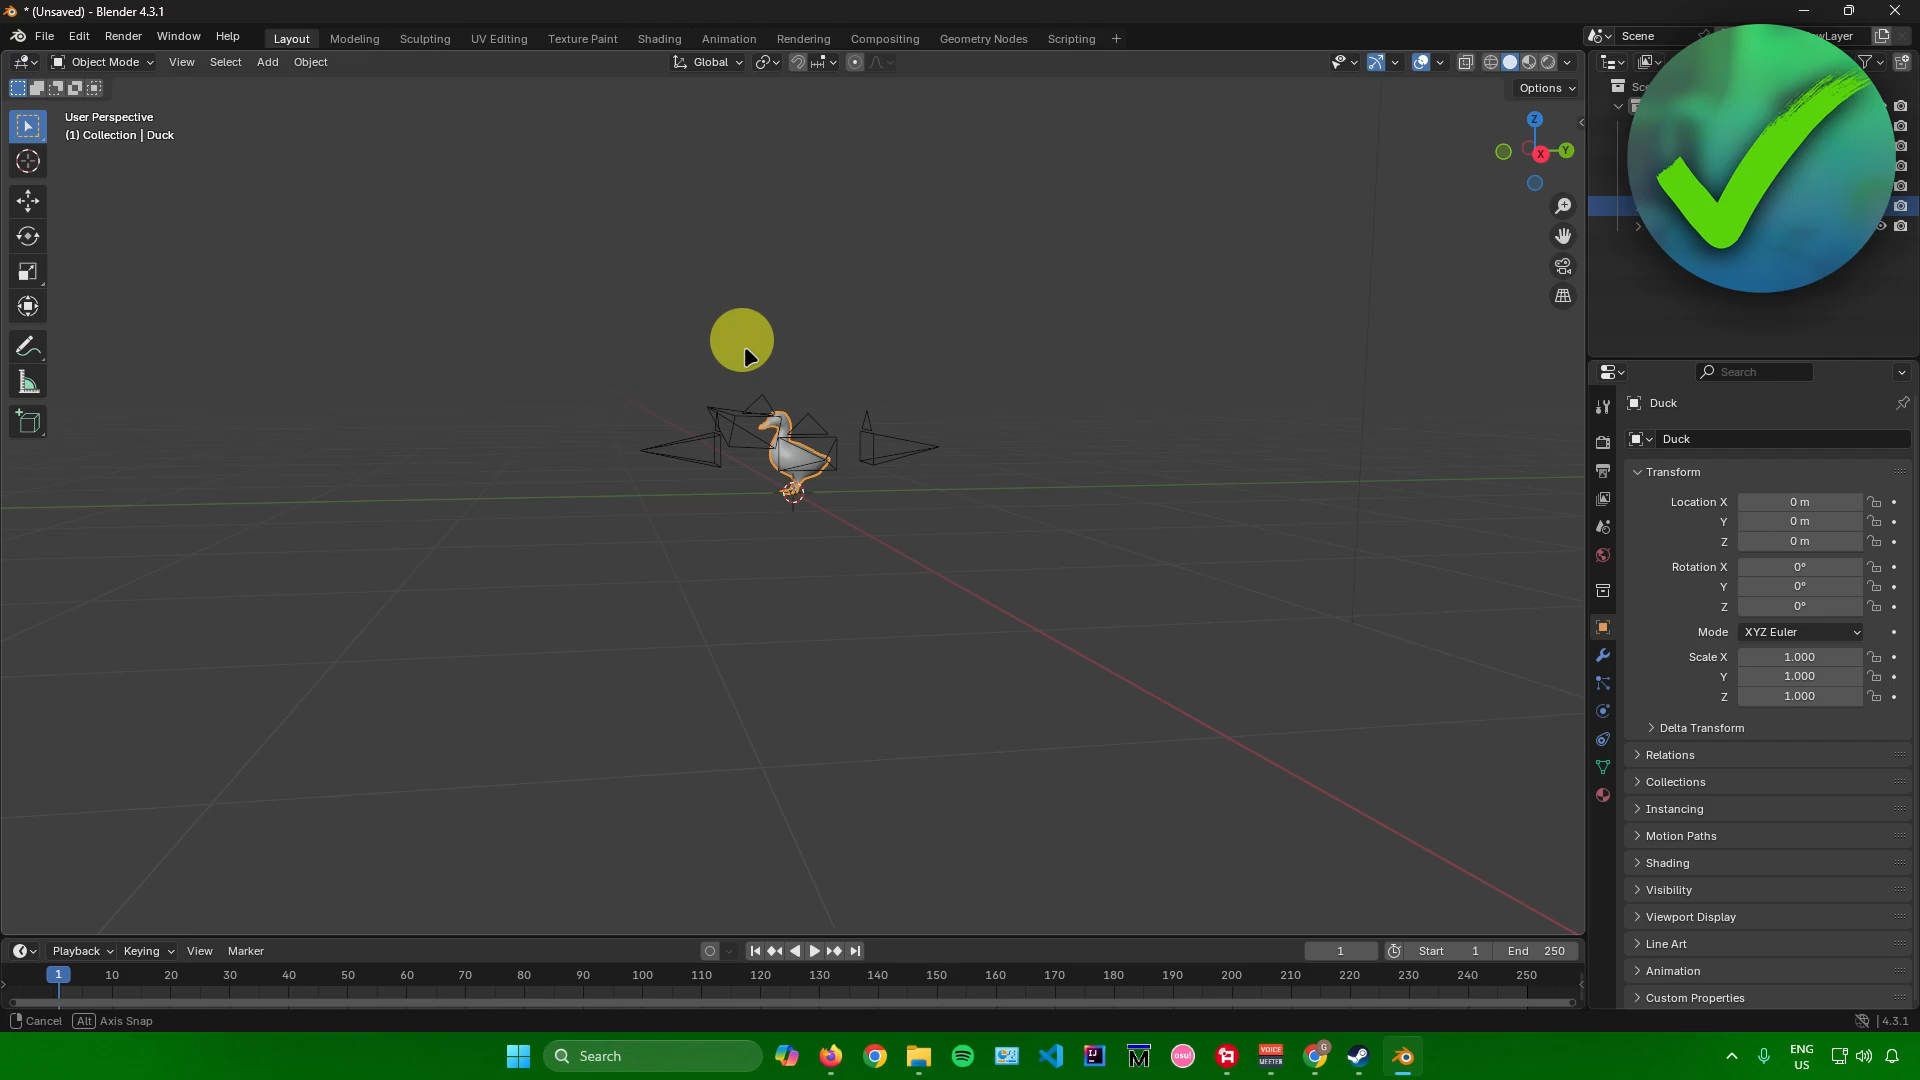 * (Unsaved) - Blender 4.3.1
File Edit Render Window Help
Layout Modeling Sculpting UV Editing Texture Paint Shading Animation Rendering Compositing Geometry Nodes Scripting +
Scene
Object Mode View Select Add Object
Global
Options
User Perspective
(1) Collection | Duck
Z
Y
X
Search
Duck
Duck
Transform
Location X 0 m
Y 0 m
Z 0 m
Rotation X 0°
Y 0°
Z 0°
Mode XYZ Euler
Scale X 1.000
Y 1.000
Z 1.000
Delta Transform
Relations
Collections
Instancing
Motion Paths
Shading
Visibility
Viewport Display
Line Art
Animation
Custom Properties
Playback Keying View Marker
1 Start 1 End 250
1 10 20 30 40 50 60 70 80 90 100 110 120 130 140 150 160 170 180 190 200 210 220 230 240 250
Cancel Alt Axis Snap
4.3.1
Search
osu!
VOICE
MEETER
G
ENG
US